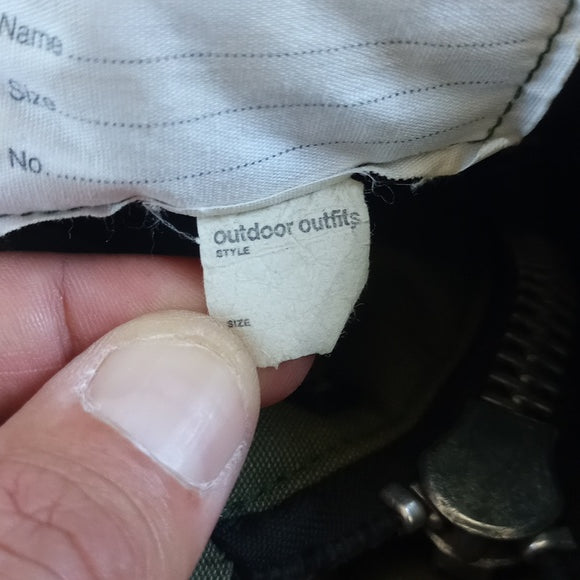 Name
Size
No.
outdoor outfits
STYLE
SIZE